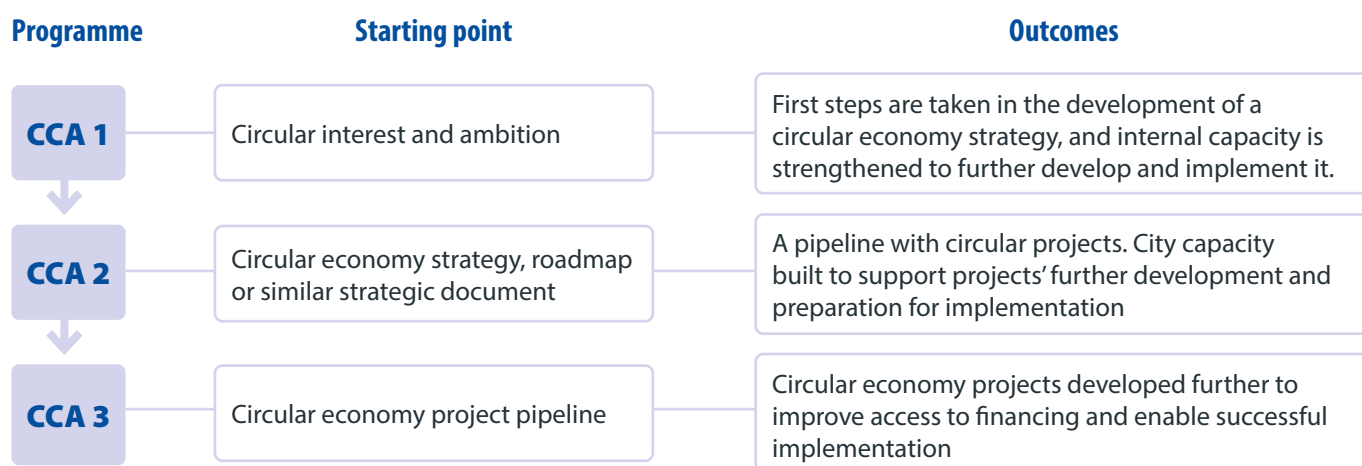 Programme
Starting point
Outcomes
CCA 1
Circular interest and ambition
First steps are taken in the development of a
circular economy strategy, and internal capacity is
strengthened to further develop and implement it.
CCA 2
Circular economy strategy, roadmap
or similar strategic document
A pipeline with circular projects. City capacity
built to support projects’ further development and
preparation for implementation
CCA 3
Circular economy project pipeline
Circular economy projects developed further to
improve access to financing and enable successful
implementation